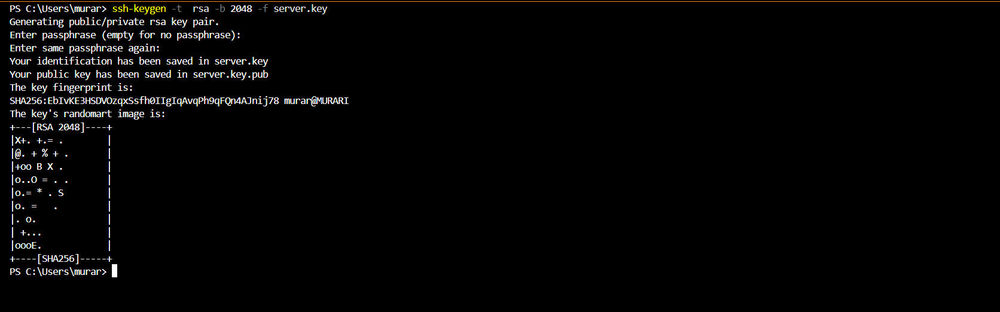 PS C:\Users\murar> ssh-keygen -t  rsa -b 2048 -f server.key
Generating public/private rsa key pair.
Enter passphrase (empty for no passphrase):
Enter same passphrase again:
Your identification has been saved in server.key
Your public key has been saved in server.key.pub
The key fingerprint is:
SHA256:EbIvKE3HSDVOzqxSsfh0IIgIqAvqPh9qFQn4AJnij78 murar@MURARI
The key's randomart image is:
+---[RSA 2048]----+
|X+. +.= .        |
|@. + % + .       |
|+oo B X .        |
|o..O = . .       |
|o.= * . S        |
|o. =   .         |
|. o.             |
| +...            |
|oooE.            |
+----[SHA256]-----+
PS C:\Users\murar>